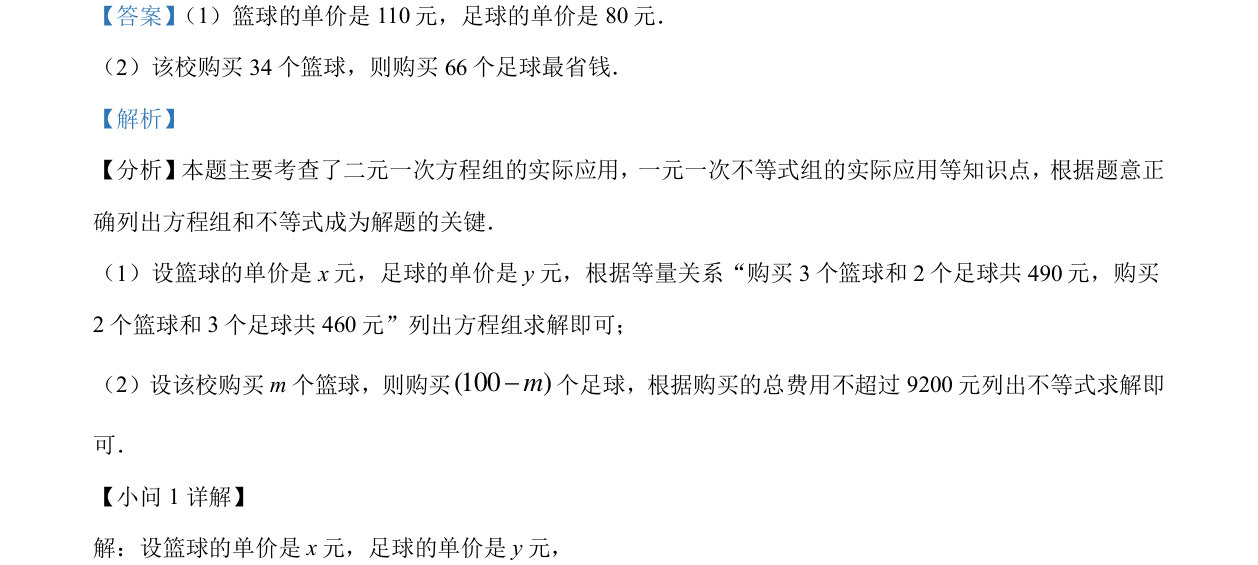 【答案】（1）篮球的单价是 110 元，足球的单价是 80 元．
（2）该校购买 34 个篮球，则购买 66 个足球最省钱．
【解析】
【分析】本题主要考查了二元一次方程组的实际应用，一元一次不等式组的实际应用等知识点，根据题意正
确列出方程组和不等式成为解题的关键．
（1）设篮球的单价是 x 元，足球的单价是 y 元，根据等量关系“购买 3 个篮球和 2 个足球共 490 元，购买
2 个篮球和 3 个足球共 460 元”列出方程组求解即可；
（2）设该校购买 m 个篮球，则购买 (100－m) 个足球，根据购买的总费用不超过 9200 元列出不等式求解即
可．
【小问 1 详解】
解：设篮球的单价是 x 元，足球的单价是 y 元，